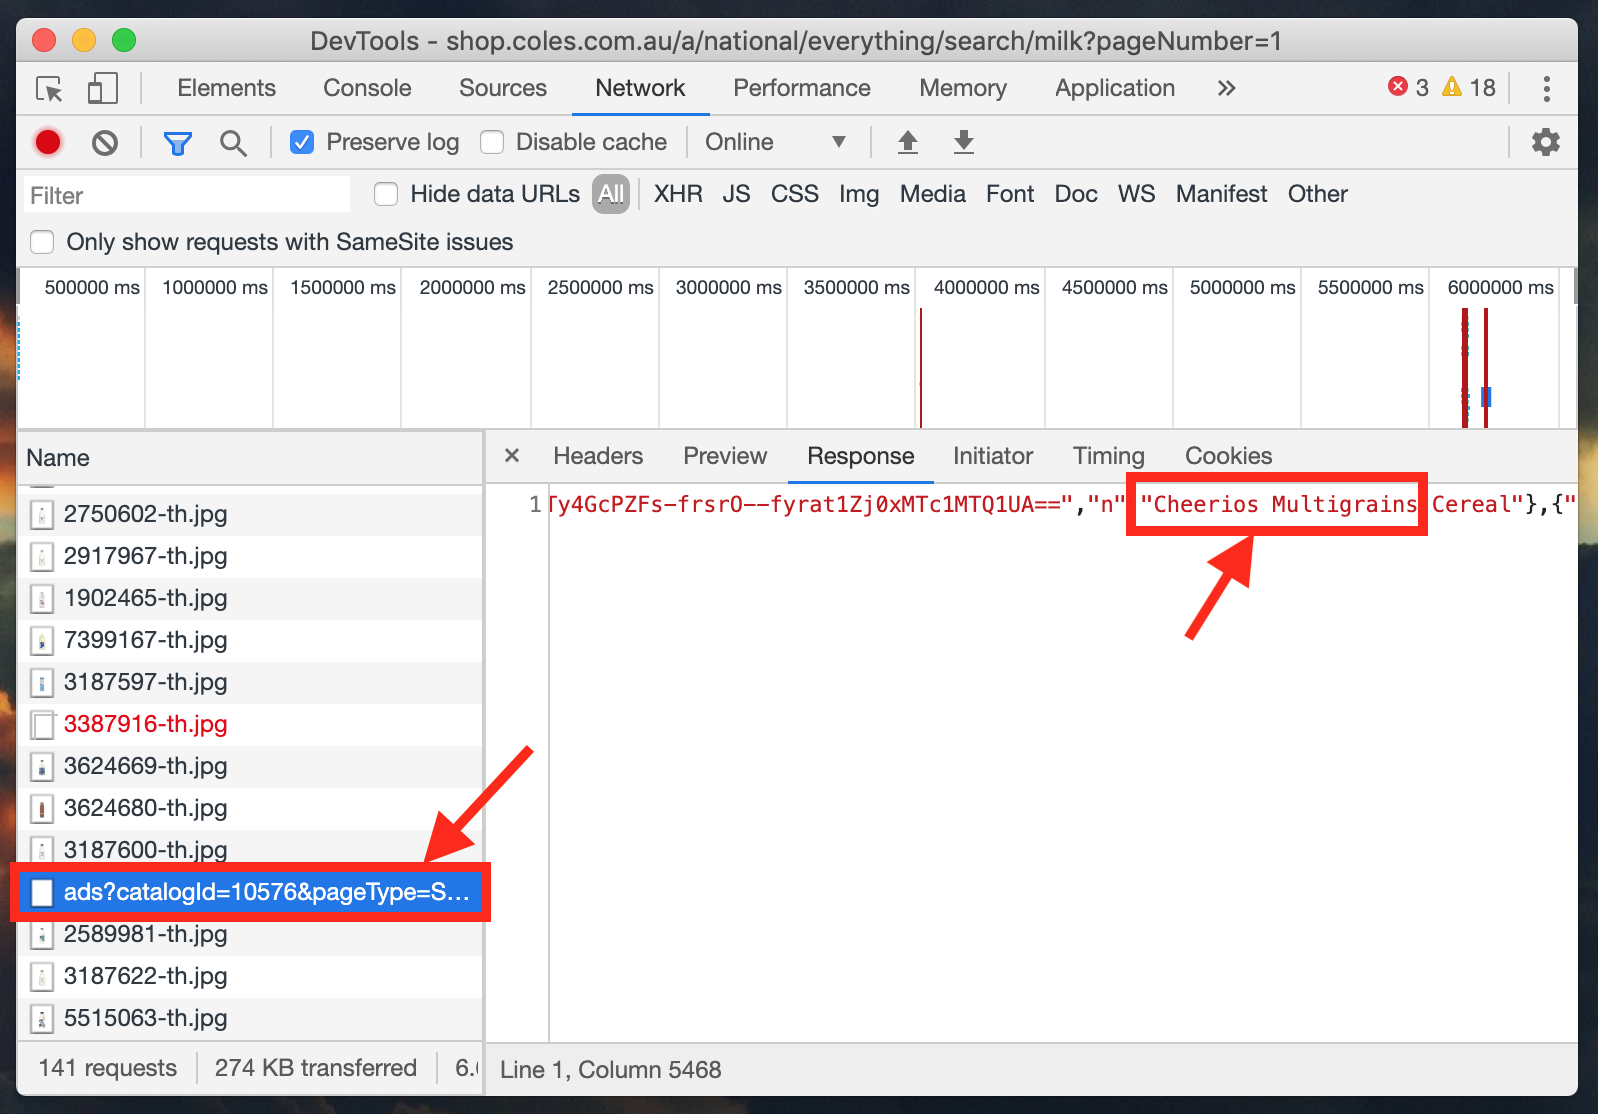 DevTools - shop.coles.com.au/a/national/everything/search/milk?pageNumber=1
Elements Console Sources Network Performance Memory Application » 3 18
Preserve log Disable cache Online
Filter Hide data URLs All XHR JS CSS Img Media Font Doc WS Manifest Other
Only show requests with SameSite issues
500000 ms 1000000 ms 1500000 ms 2000000 ms 2500000 ms 3000000 ms 3500000 ms 4000000 ms 4500000 ms 5000000 ms 5500000 ms 6000000 ms
Name
× Headers Preview Response Initiator Timing Cookies
1 Ty4GcPZFs-frsrO--fyrat1Zj0xMTc1MTQ1UA==","n" "Cheerios Multigrains Cereal"},{"
2750602-th.jpg
2917967-th.jpg
1902465-th.jpg
7399167-th.jpg
3187597-th.jpg
3387916-th.jpg
3624669-th.jpg
3624680-th.jpg
3187600-th.jpg
ads?catalogId=10576&pageType=S...
2589981-th.jpg
3187622-th.jpg
5515063-th.jpg
141 requests 274 KB transferred 6.
Line 1, Column 5468